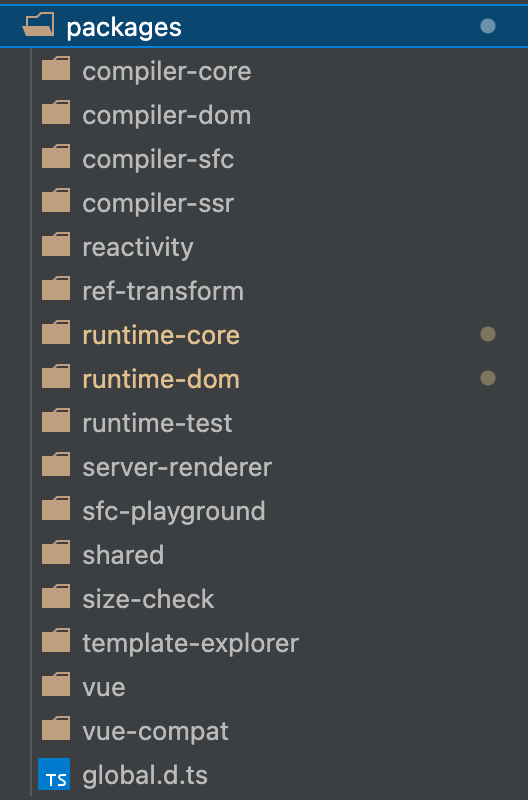 packages
compiler-core
compiler-dom
compiler-sfc
compiler-ssr
reactivity
ref-transform
runtime-core
runtime-dom
runtime-test
server-renderer
sfc-playground
shared
size-check
template-explorer
vue
vue-compat
TS global.d.ts